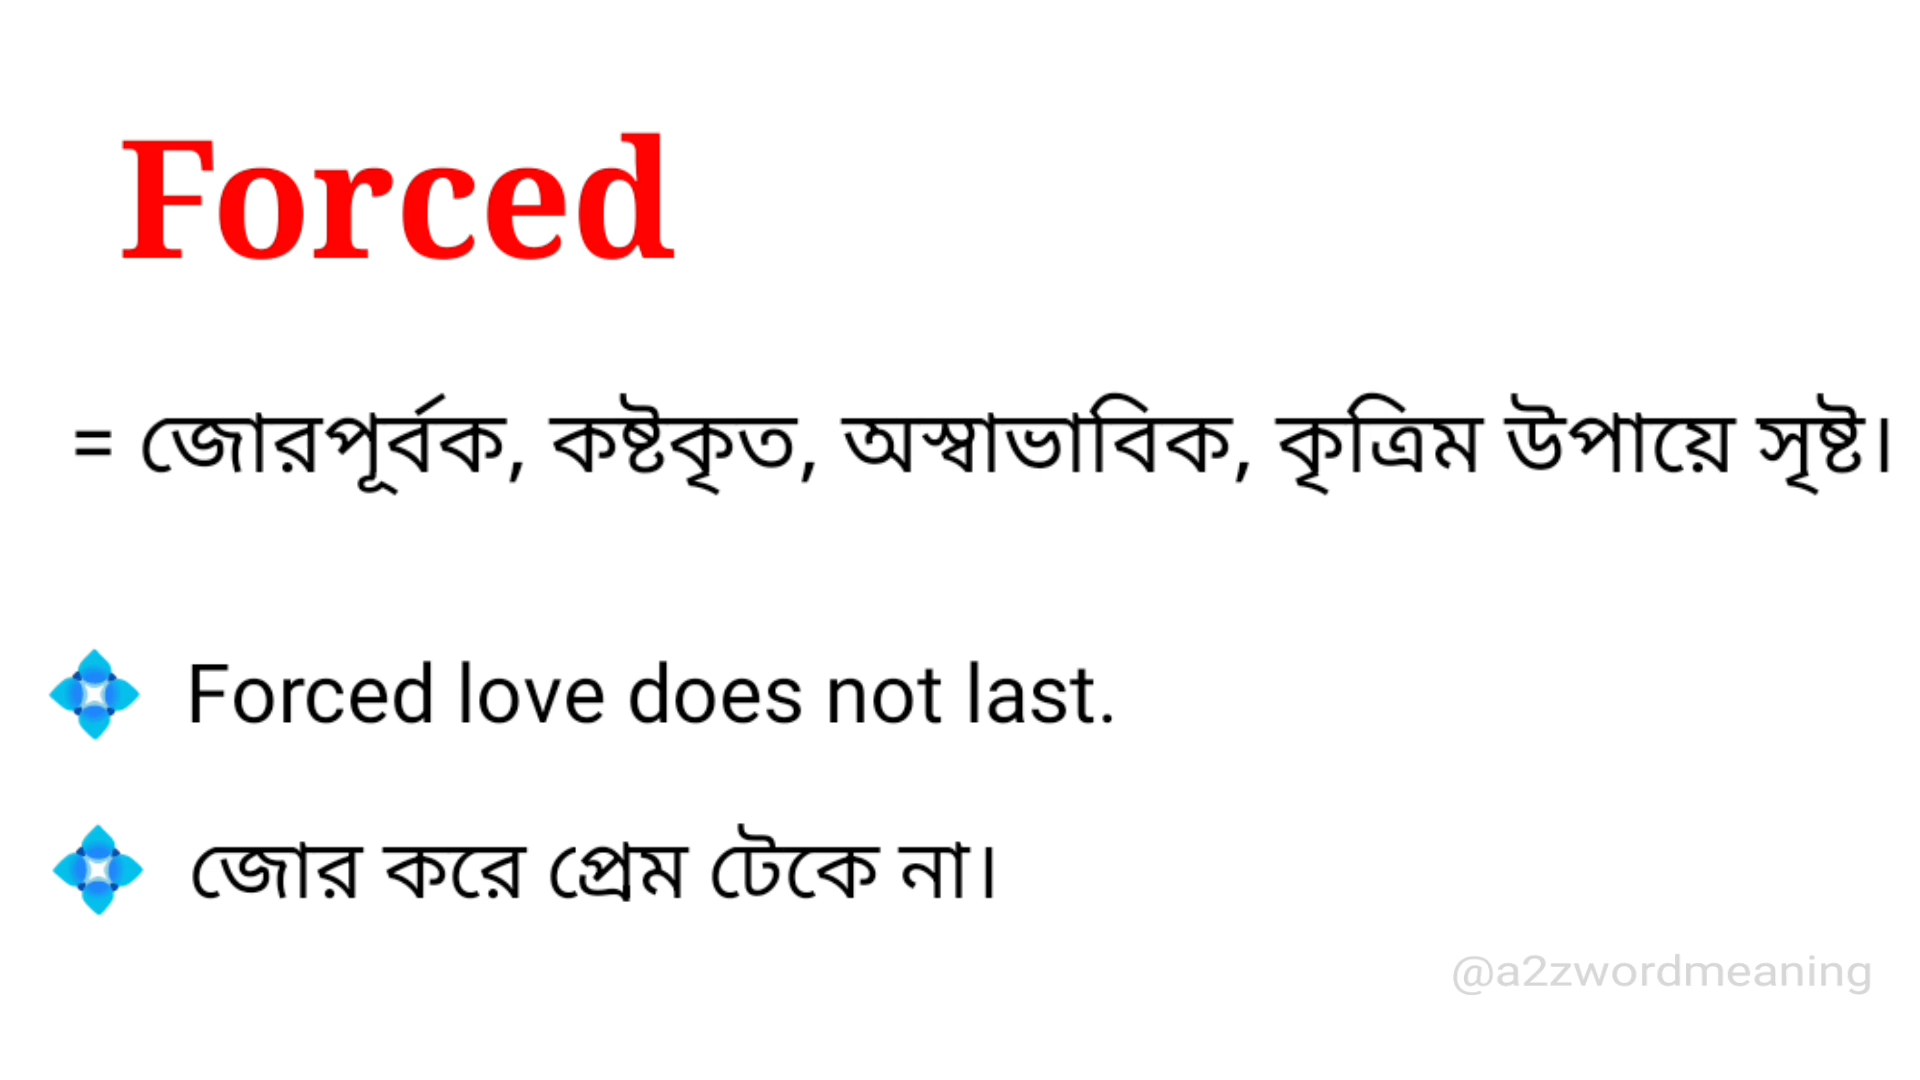 Forced
= জোরপূর্বক, কষ্টকৃত, অস্বাভাবিক, কৃত্রিম উপায়ে সৃষ্ট।
Forced love does not last.
জোর করে প্রেম টেকে না।
@a2zwordmeaning